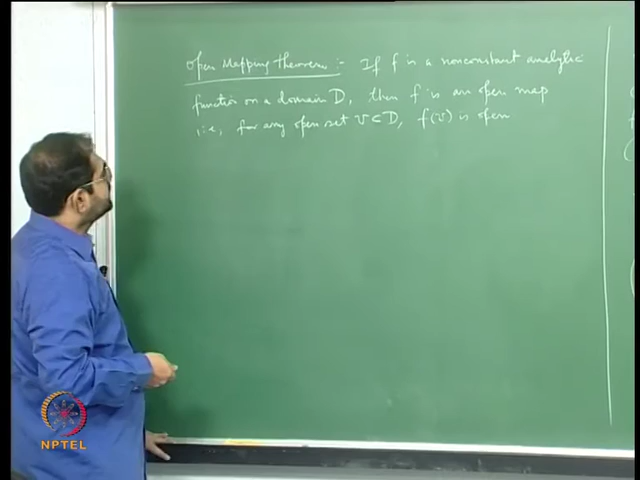 Open Mapping theorem :- If f is a nonconstant analytic
function on a domain D, then f is an open map
i.e, for any open set V ⊂ D, f(V) is open
NPTEL